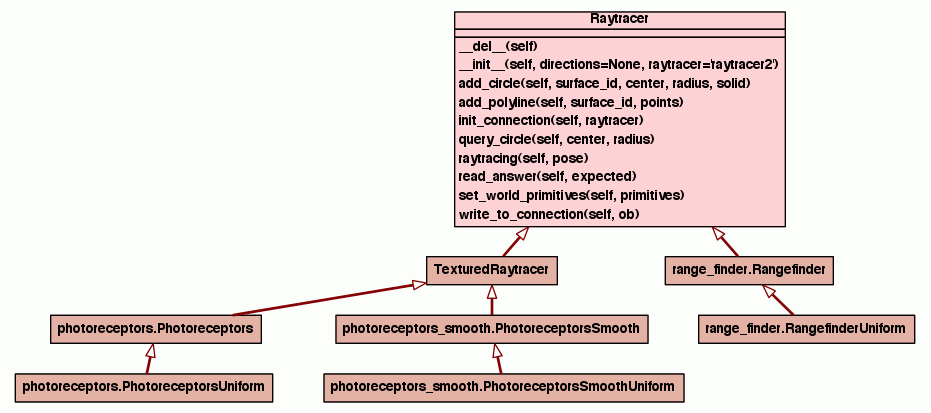 Raytracer
__del__(self)
__init__(self, directions=None, raytracer='raytracer2')
add_circle(self, surface_id, center, radius, solid)
add_polyline(self, surface_id, points)
init_connection(self, raytracer)
query_circle(self, center, radius)
raytracing(self, pose)
read_answer(self, expected)
set_world_primitives(self, primitives)
write_to_connection(self, ob)
TexturedRaytracer
range_finder.Rangefinder
photoreceptors.Photoreceptors
photoreceptors_smooth.PhotoreceptorsSmooth
range_finder.RangefinderUniform
photoreceptors.PhotoreceptorsUniform
photoreceptors_smooth.PhotoreceptorsSmoothUniform